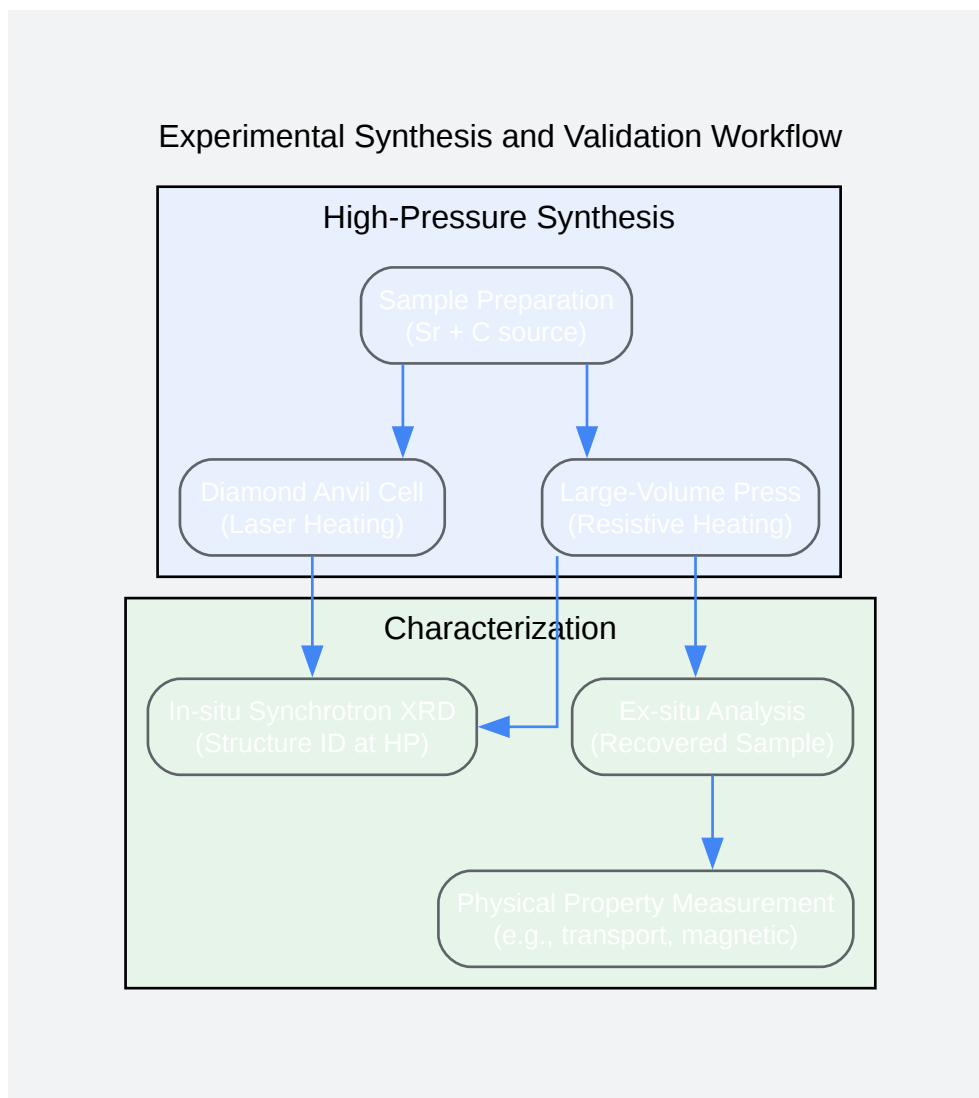 Experimental Synthesis and Validation Workflow
High-Pressure Synthesis
Sample Preparation
(Sr + C source)
Diamond Anvil Cell
(Laser Heating)
Large-Volume Press
(Resistive Heating)
Characterization
In-situ Synchrotron XRD
(Structure ID at HP)
Ex-situ Analysis
(Recovered Sample)
Physical Property Measurement
(e.g., transport, magnetic)